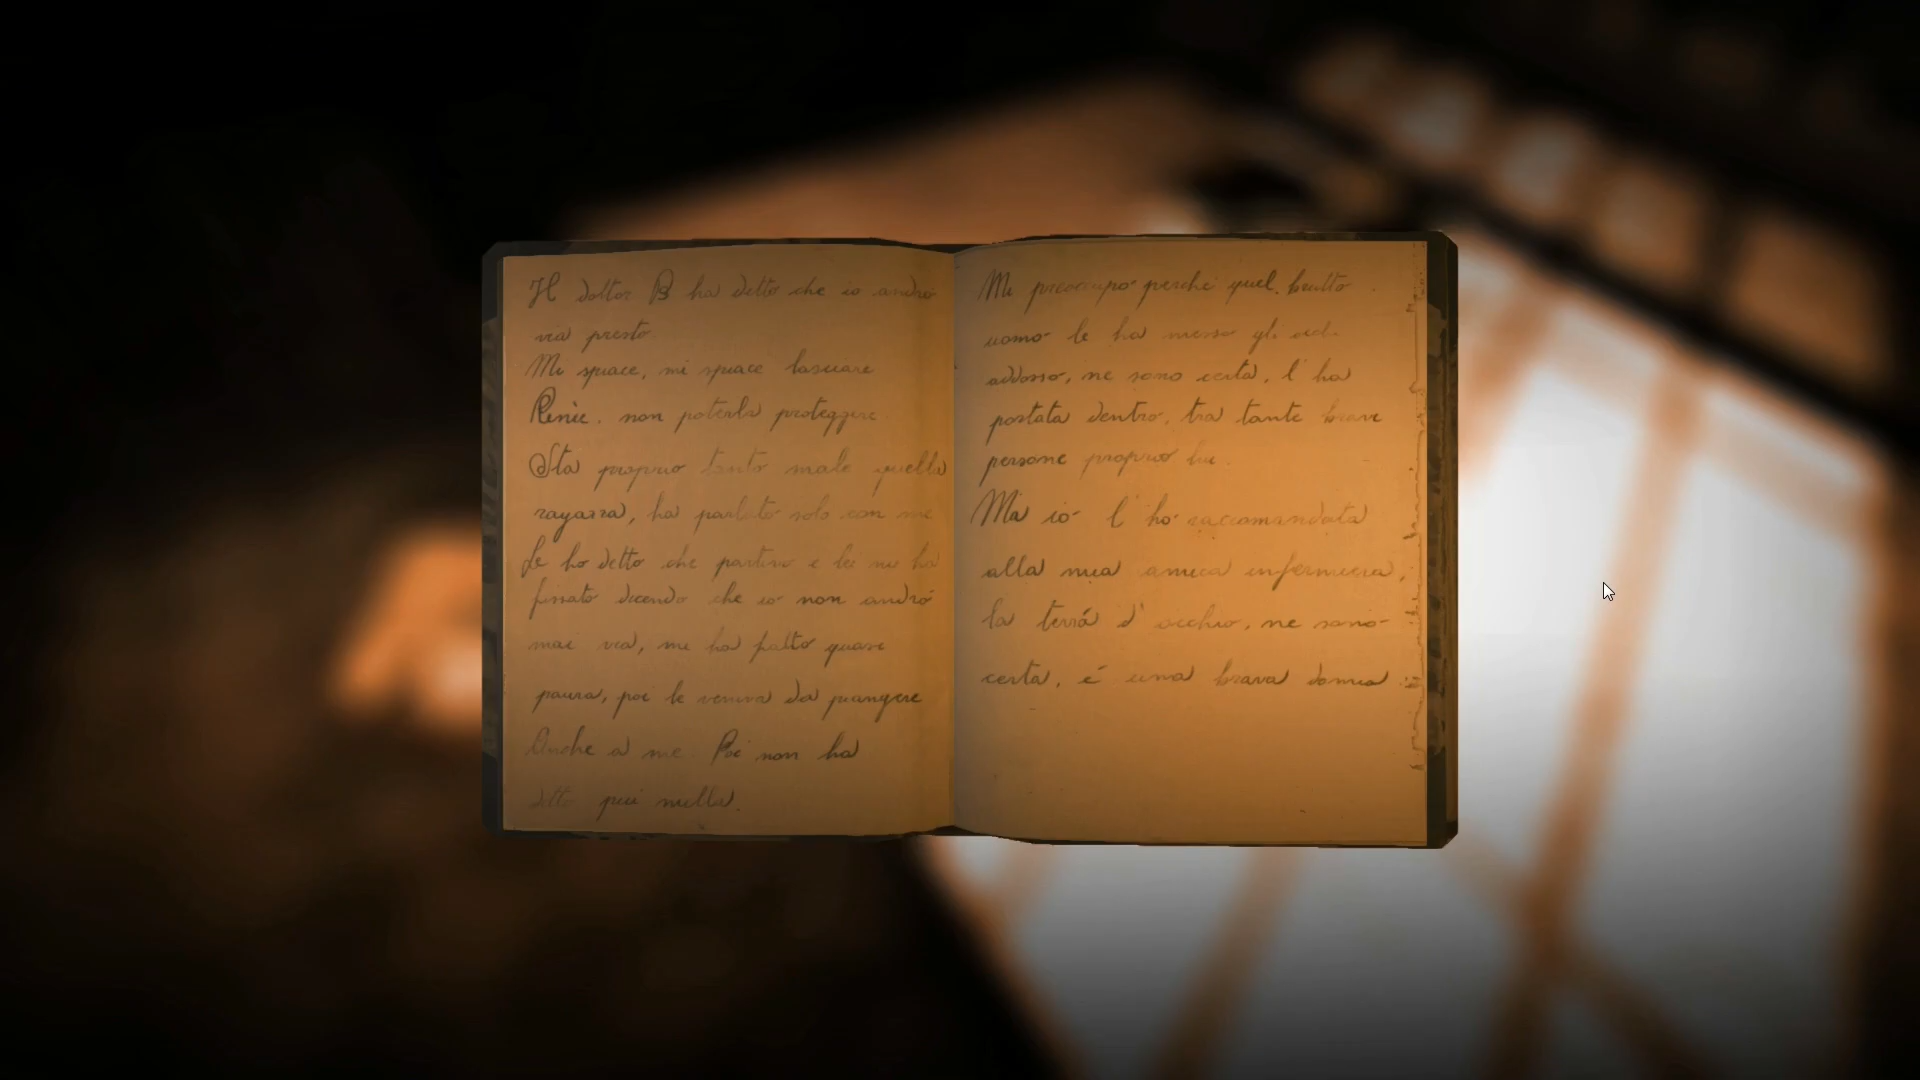 Il dottor B ha detto che io andrò
via presto
Mi spiace, mi spiace lasciare
Renèe. non poterla proteggere.
Sta proprio tanto male quella
ragazza, ha parlato solo con me
Le ho detto che partivo e lei mi ha
fissato dicendo che io non andrò
mai via, mi ha fatto quasi
paura, poi le veniva da piangere
Anche a me. Poi non ha
detto più nulla.
Mi preoccupo perché quel brutto
uomo le ha messo gli occhi
addosso, ne sono certa, l'ha
portata dentro, tra tante brave
persone proprio lui.
Ma io l'ho raccomandata
alla mia amica infermiera,
la terrá d'occhio, ne sono
certa, é una brava donna